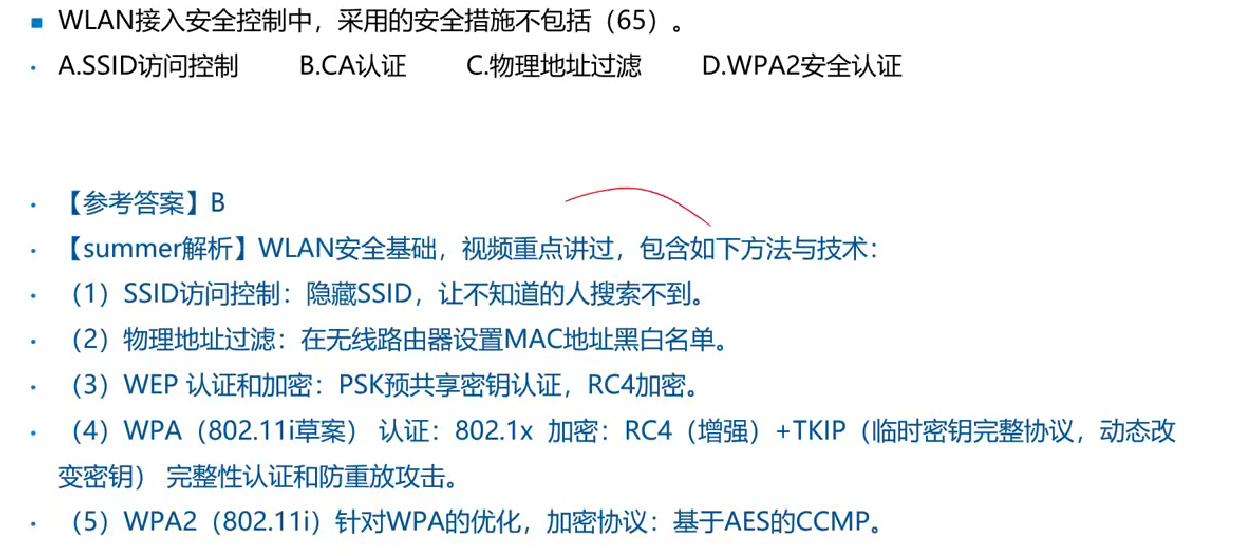 ▪ WLAN接入安全控制中，采用的安全措施不包括（65）。
· A.SSID访问控制 B.CA认证 C.物理地址过滤 D.WPA2安全认证
· 【参考答案】B
· 【summer解析】WLAN安全基础，视频重点讲过，包含如下方法与技术：
· （1）SSID访问控制：隐藏SSID，让不知道的人搜索不到。
· （2）物理地址过滤：在无线路由器设置MAC地址黑白名单。
· （3）WEP 认证和加密：PSK预共享密钥认证，RC4加密。
· （4）WPA（802.11i草案） 认证：802.1x 加密：RC4（增强）+TKIP（临时密钥完整协议，动态改
变密钥） 完整性认证和防重放攻击。
· （5）WPA2（802.11i）针对WPA的优化，加密协议：基于AES的CCMP。